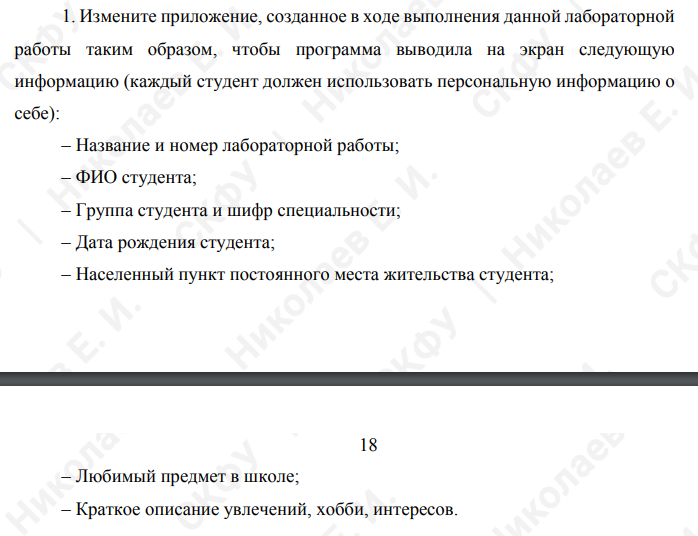 1. Измените приложение, созданное в ходе выполнения данной лабораторной
работы таким образом, чтобы программа выводила на экран следующую
информацию (каждый студент должен использовать персональную информацию о
себе):
– Название и номер лабораторной работы;
– ФИО студента;
– Группа студента и шифр специальности;
– Дата рождения студента;
– Населенный пункт постоянного места жительства студента;
18
– Любимый предмет в школе;
– Краткое описание увлечений, хобби, интересов.
СКФУ | Николаев Е. И.